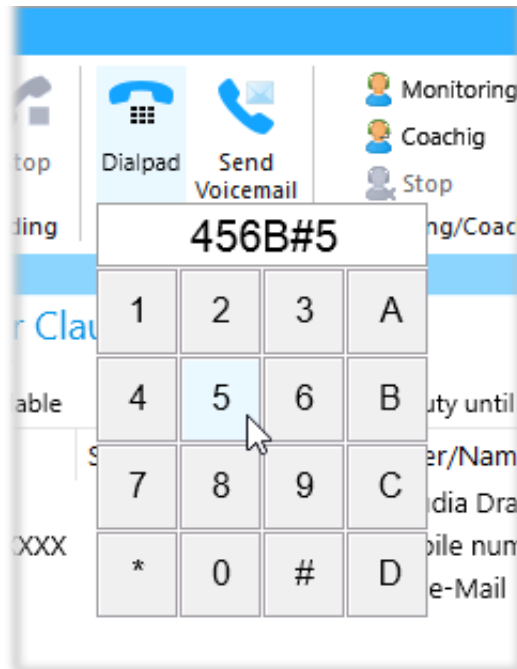 Monitoring
Coachig
top
Dialpad
Send
Voicemail
Stop
ding
ng/Coac
456B#5
1 2 3 A
4 5 6 B
7 8 9 C
* 0 # D
r Clau
able
uty until
S
er/Nam
dia Dra
XXX
bile num
e-Mail